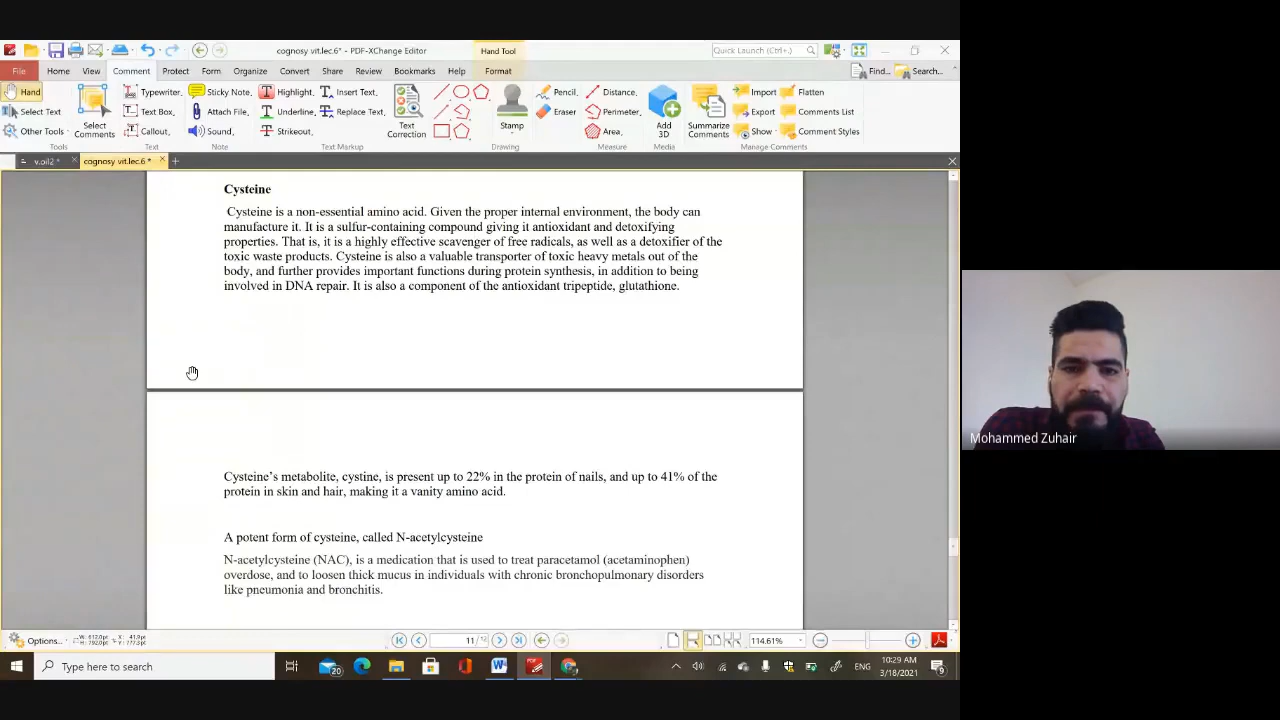 cognosy vit.lec.6* - PDF-XChange Editor
Hand Tool
Quick Launch (Ctrl+.)
File Home View Comment Protect Form Organize Convert Share Review Bookmarks Help Format Find... Search...
Hand Typewriter Sticky Note Highlight Insert Text Pencil Distance Import Flatten
Select Text Text Box Attach File Underline Replace Text Eraser Perimeter Export Comments List
Other Tools Callout Sound Strikeout Area Show Comment Styles
Select Comments
Text Correction
Stamp
Add 3D
Summarize Comments
Tools Text Note Text Markup Drawing Measure Media Manage Comments
v.oil2 * cognosy vit.lec.6 *
Cysteine
Cysteine is a non-essential amino acid. Given the proper internal environment, the body can
manufacture it. It is a sulfur-containing compound giving it antioxidant and detoxifying
properties. That is, it is a highly effective scavenger of free radicals, as well as a detoxifier of the
toxic waste products. Cysteine is also a valuable transporter of toxic heavy metals out of the
body, and further provides important functions during protein synthesis, in addition to being
involved in DNA repair. It is also a component of the antioxidant tripeptide, glutathione.
Cysteine's metabolite, cystine, is present up to 22% in the protein of nails, and up to 41% of the
protein in skin and hair, making it a vanity amino acid.
A potent form of cysteine, called N-acetylcysteine
N-acetylcysteine (NAC), is a medication that is used to treat paracetamol (acetaminophen)
overdose, and to loosen thick mucus in individuals with chronic bronchopulmonary disorders
like pneumonia and bronchitis.
Mohammed Zuhair
Options... 11 114.61%
Type here to search
20
ENG
10:29 AM
3/18/2021